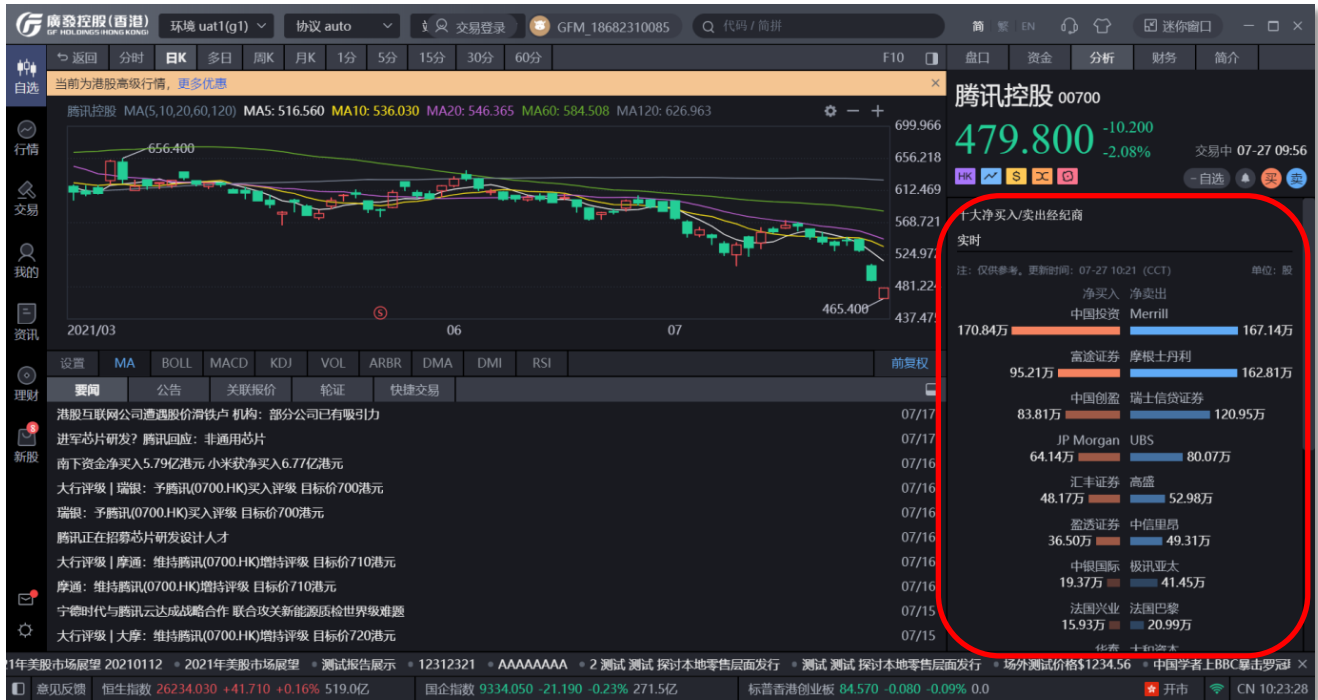 廣發控股(香港)
GF HOLDINGS (HONG KONG)
环境 uat1(g1)
协议 auto
交易登录
GFM_18682310085
代码 / 简拼
简 繁 EN
迷你窗口
自选
行情
交易
我的
资讯
理财
新股
返回 分时 日K 多日 周K 月K 1分 5分 15分 30分 60分 F10
当前为港股高级行情，更多优惠
腾讯控股 MA(5,10,20,60,120) MA5: 516.560 MA10: 536.030 MA20: 546.365 MA60: 584.508 MA120: 626.963
699.966
656.218
612.469
568.721
524.972
481.224
437.475
656.400
465.400
S
2021/03 06 07
设置 MA BOLL MACD KDJ VOL ARBR DMA DMI RSI 前复权
要闻 公告 关联报价 轮证 快捷交易
港股互联网公司遭遇股价滑铁卢 机构：部分公司已有吸引力 07/17
进军芯片研发？腾讯回应：非通用芯片 07/17
南下资金净买入5.79亿港元 小米获净买入6.77亿港元 07/16
大行评级 | 瑞银：予腾讯(0700.HK)买入评级 目标价700港元 07/16
瑞银：予腾讯(0700.HK)买入评级 目标价700港元 07/16
腾讯正在招募芯片研发设计人才 07/16
大行评级 | 摩通：维持腾讯(0700.HK)增持评级 目标价710港元 07/16
摩通：维持腾讯(0700.HK)增持评级 目标价710港元 07/16
宁德时代与腾讯云达成战略合作 联合攻关新能源质检世界级难题 07/15
大行评级 | 大摩：维持腾讯(0700.HK)增持评级 目标价720港元 07/15
盘口 资金 分析 财务 简介
腾讯控股 00700
479.800 -10.200
-2.08%
交易中 07-27 09:56
HK $ -自选 买 卖
十大净买入/卖出经纪商
实时
注：仅供参考，更新时间：07-27 10:21 (CCT) 单位：股
净买入 净卖出
中国投资 Merrill
170.84万 167.14万
富途证券 摩根士丹利
95.21万 162.81万
中国创盈 瑞士信贷证券
83.81万 120.95万
JP Morgan UBS
64.14万 80.07万
汇丰证券 高盛
48.17万 52.98万
盈透证券 中信里昂
36.50万 49.31万
中银国际 极讯亚太
19.37万 41.45万
法国兴业 法国巴黎
15.93万 20.99万
华泰 大和资本
21年美股市场展望 20210112 2021年美股市场展望 测试报告展示 12312321 AAAAAAAA 2 测试 测试 探讨本地零售层面发行 测试 测试 探讨本地零售层面发行 场外测试价格$1234.56 中国学者上BBC暴击罗冠
意见反馈 恒生指数 26234.030 +41.710 +0.16% 519.0亿 国企指数 9334.050 -21.190 -0.23% 271.5亿 标普香港创业板 84.570 -0.080 -0.09% 0.0 开市 CN 10:23:28